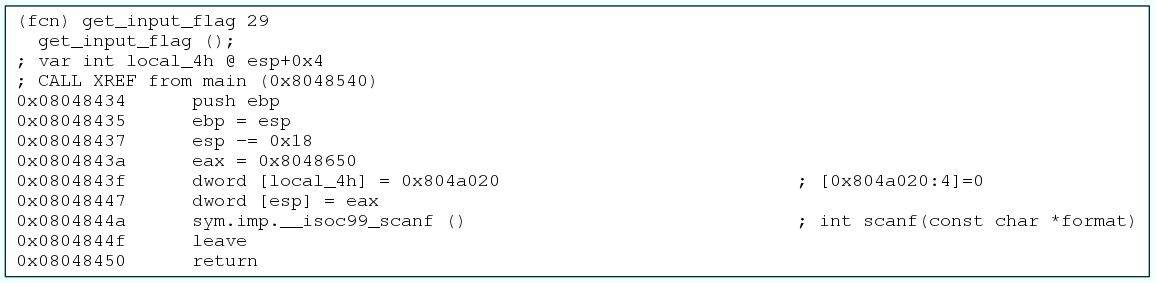 (fcn) get_input_flag 29
get_input_flag ();
; var int local_4h @ esp+0x4
; CALL XREF from main (0x8048540)
0x08048434 push ebp
0x08048435 ebp = esp
0x08048437 esp -= 0x18
0x0804843a eax = 0x8048650
0x0804843f dword [local_4h] = 0x804a020 ; [0x804a020:4]=0
0x08048447 dword [esp] = eax
0x0804844a sym.imp.__isoc99_scanf () ; int scanf(const char *format)
0x0804844f leave
0x08048450 return